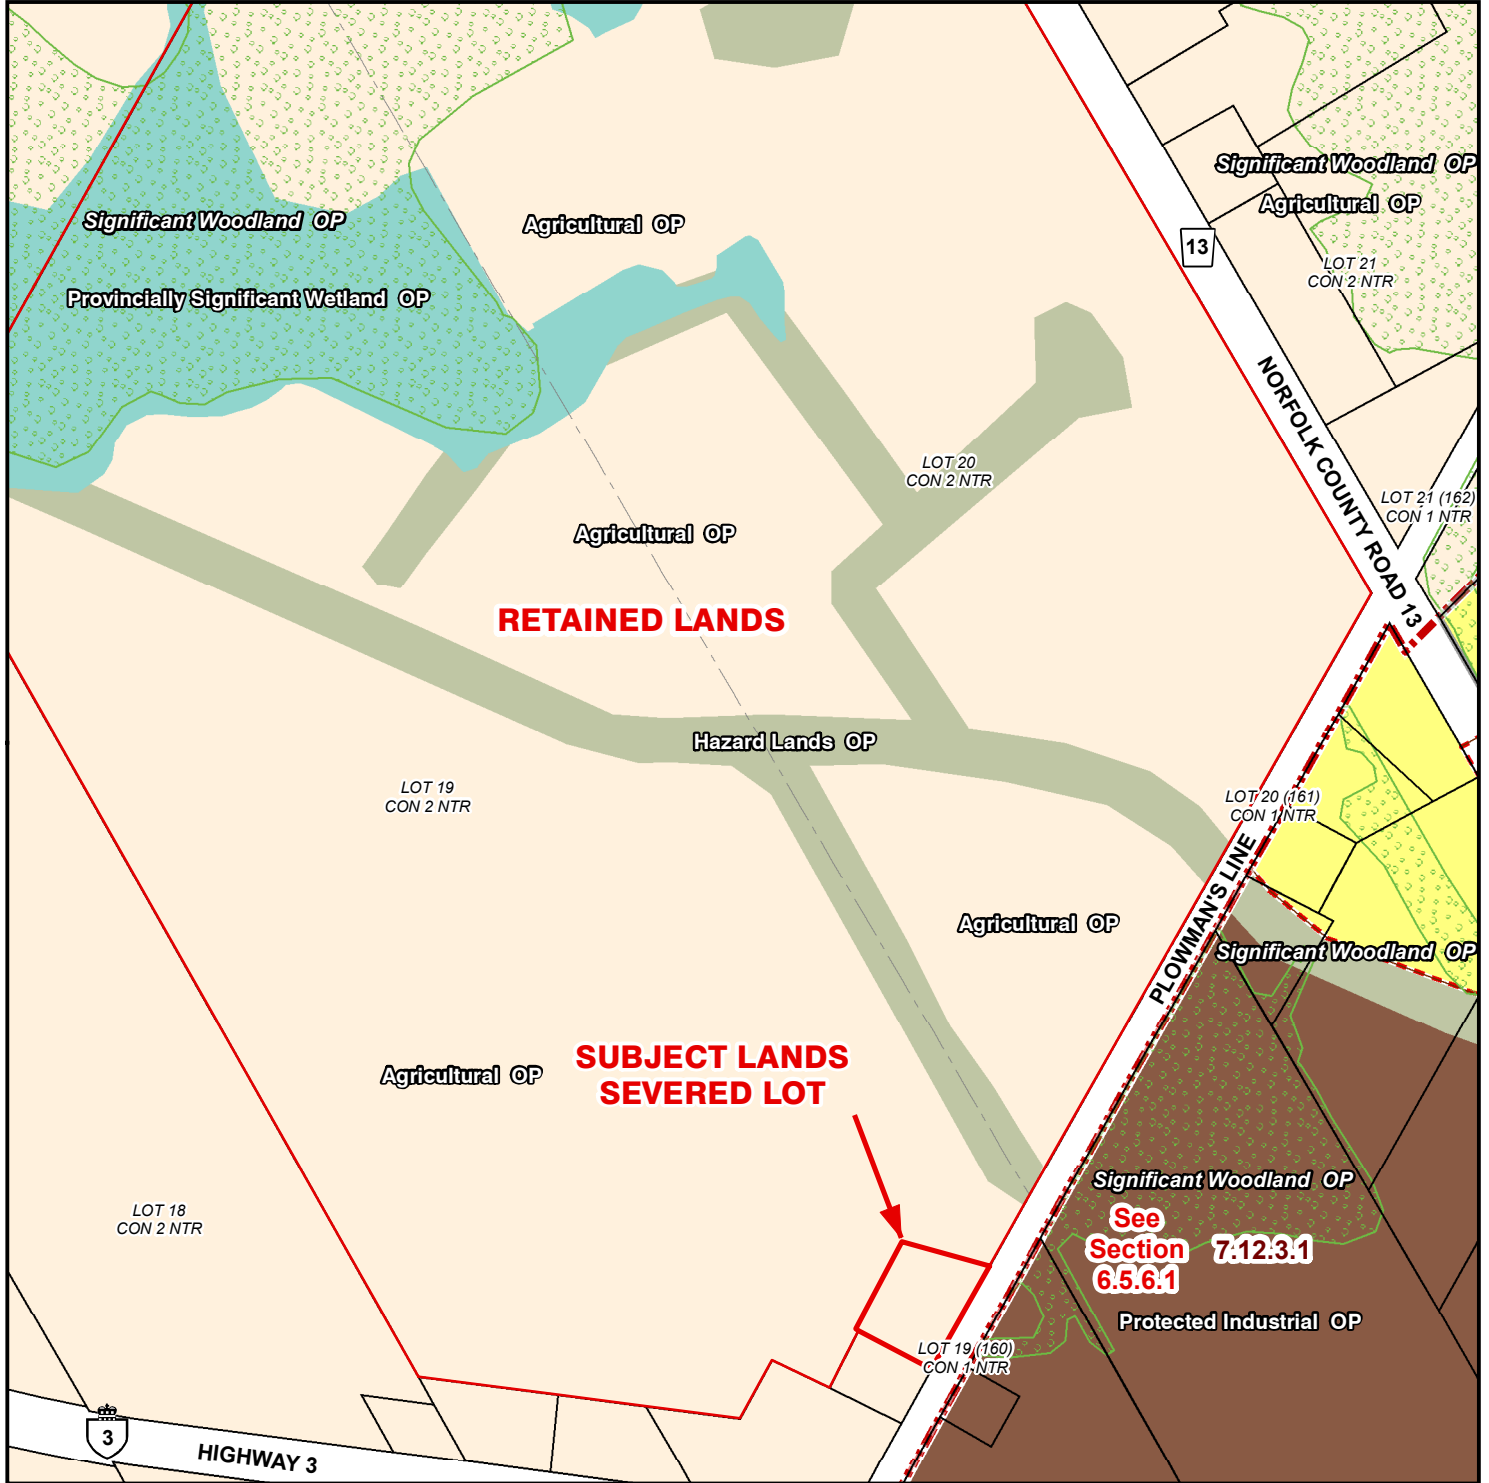 Significant Woodland OP
Agricultural OP
Significant Woodland OP
Agricultural OP
13
LOT 21
CON 2 NTR
Provincially Significant Wetland OP
NORFOLK COUNTY ROAD 13
LOT 20
CON 2 NTR
LOT 21 (162)
CON 1 NTR
Agricultural OP
RETAINED LANDS
Hazard Lands OP
LOT 19
CON 2 NTR
LOT 20 (161)
CON 1 NTR
PLOWMAN'S LINE
Agricultural OP
Significant Woodland OP
Agricultural OP
SUBJECT LANDS
SEVERED LOT
Significant Woodland OP
LOT 18
CON 2 NTR
See
Section
6.5.6.1
7.12.3.1
Protected Industrial OP
LOT 19 (160)
CON 1 NTR
3
HIGHWAY 3